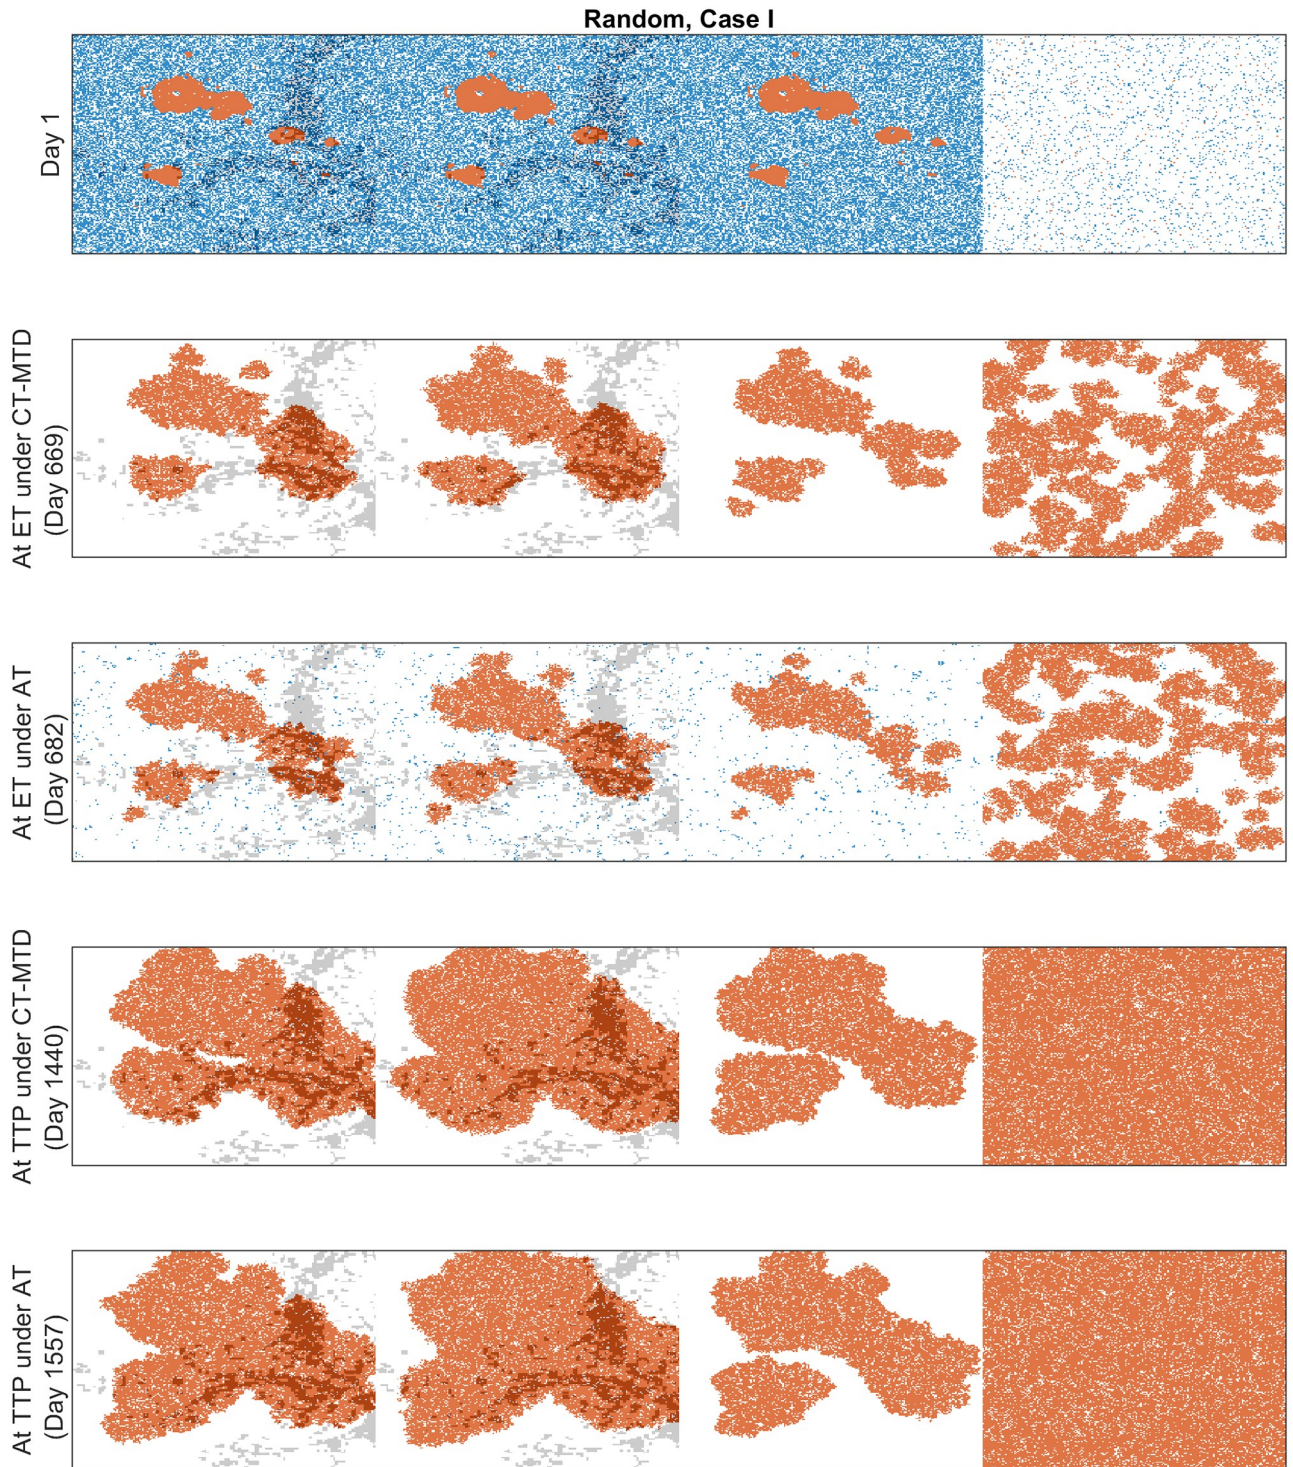 Random, Case I
Day 1
At ET under CT-MTD
(Day 669)
At ET under AT
(Day 682)
At TTP under CT-MTD
(Day 1440)
At TTP under AT
(Day 1557)